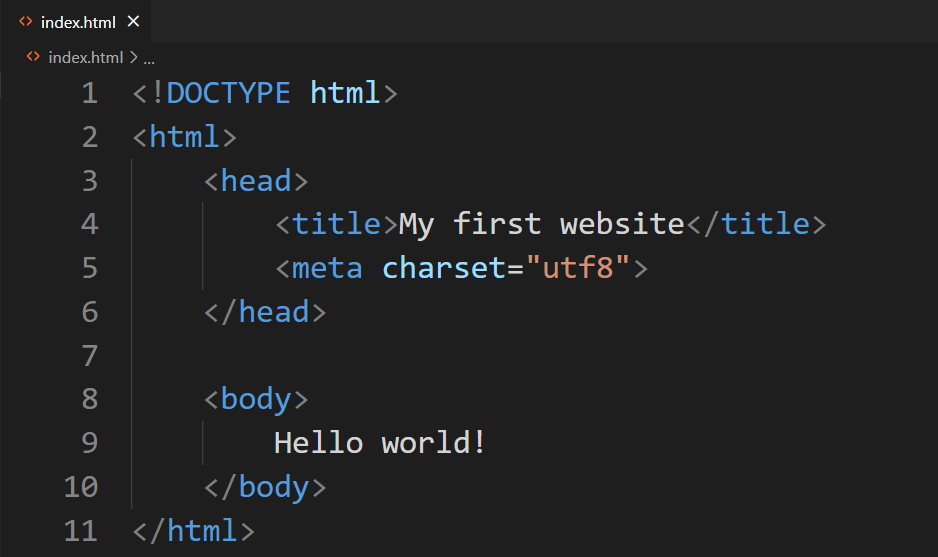 <> index.html ×
<> index.html > ...
1 <!DOCTYPE html>
2 <html>
3     <head>
4         <title>My first website</title>
5         <meta charset="utf8">
6     </head>
7
8     <body>
9         Hello world!
10     </body>
11 </html>